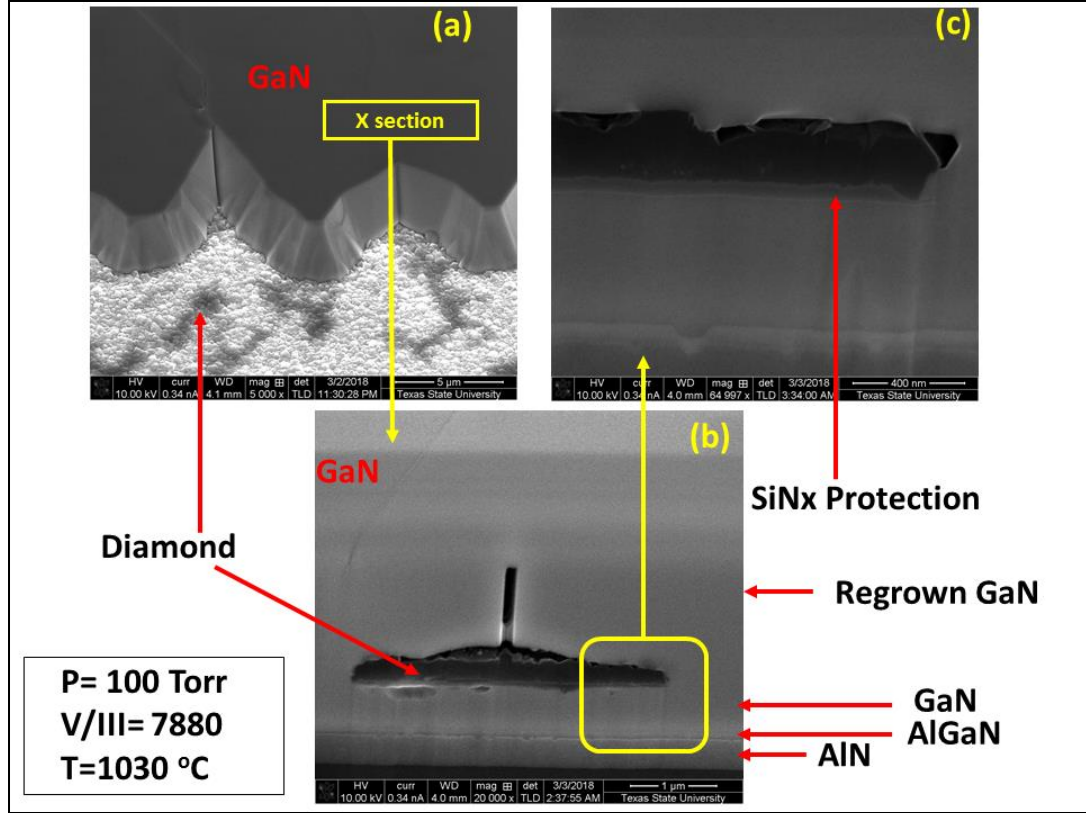 (a)
GaN
X section
HV curr WD mag ⊞ det 3/2/2018 5 µm
10.00 kV 0.34 nA 4.1 mm 5 000 x TLD 11:30:28 PM Texas State University
(c)
HV curr WD mag ⊞ det 3/3/2018 400 nm
10.00 kV 0.34 nA 4.0 mm 64 997 x TLD 3:34:00 AM Texas State University
(b)
GaN
SiNx Protection
Diamond
Regrown GaN
GaN
AlGaN
AlN
P= 100 Torr
V/III= 7880
T=1030 °C
HV curr WD mag ⊞ det 3/3/2018 1 µm
10.00 kV 0.34 nA 4.0 mm 20 000 x TLD 2:37:55 AM Texas State University